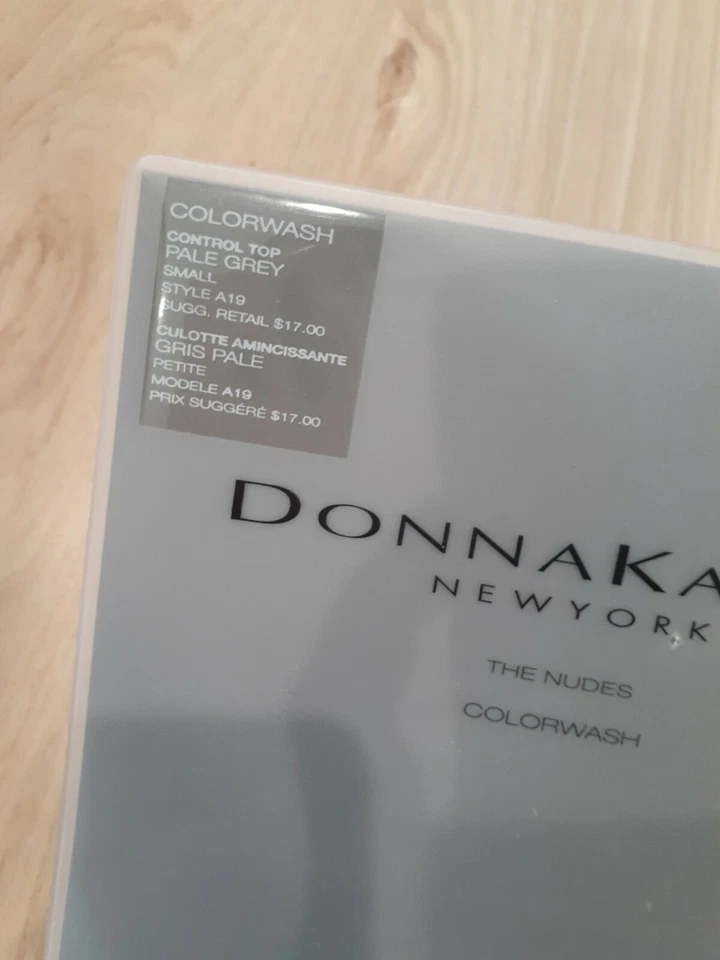 COLORWASH
CONTROL TOP
PALE GREY
SMALL
STYLE A19
SUGG. RETAIL $17.00
CULOTTE AMINCISSANTE
GRIS PALE
PETITE
MODELE A19
PRIX SUGGÉRÉ $17.00
DONNAKA
NEWYORK
THE NUDES
COLORWASH